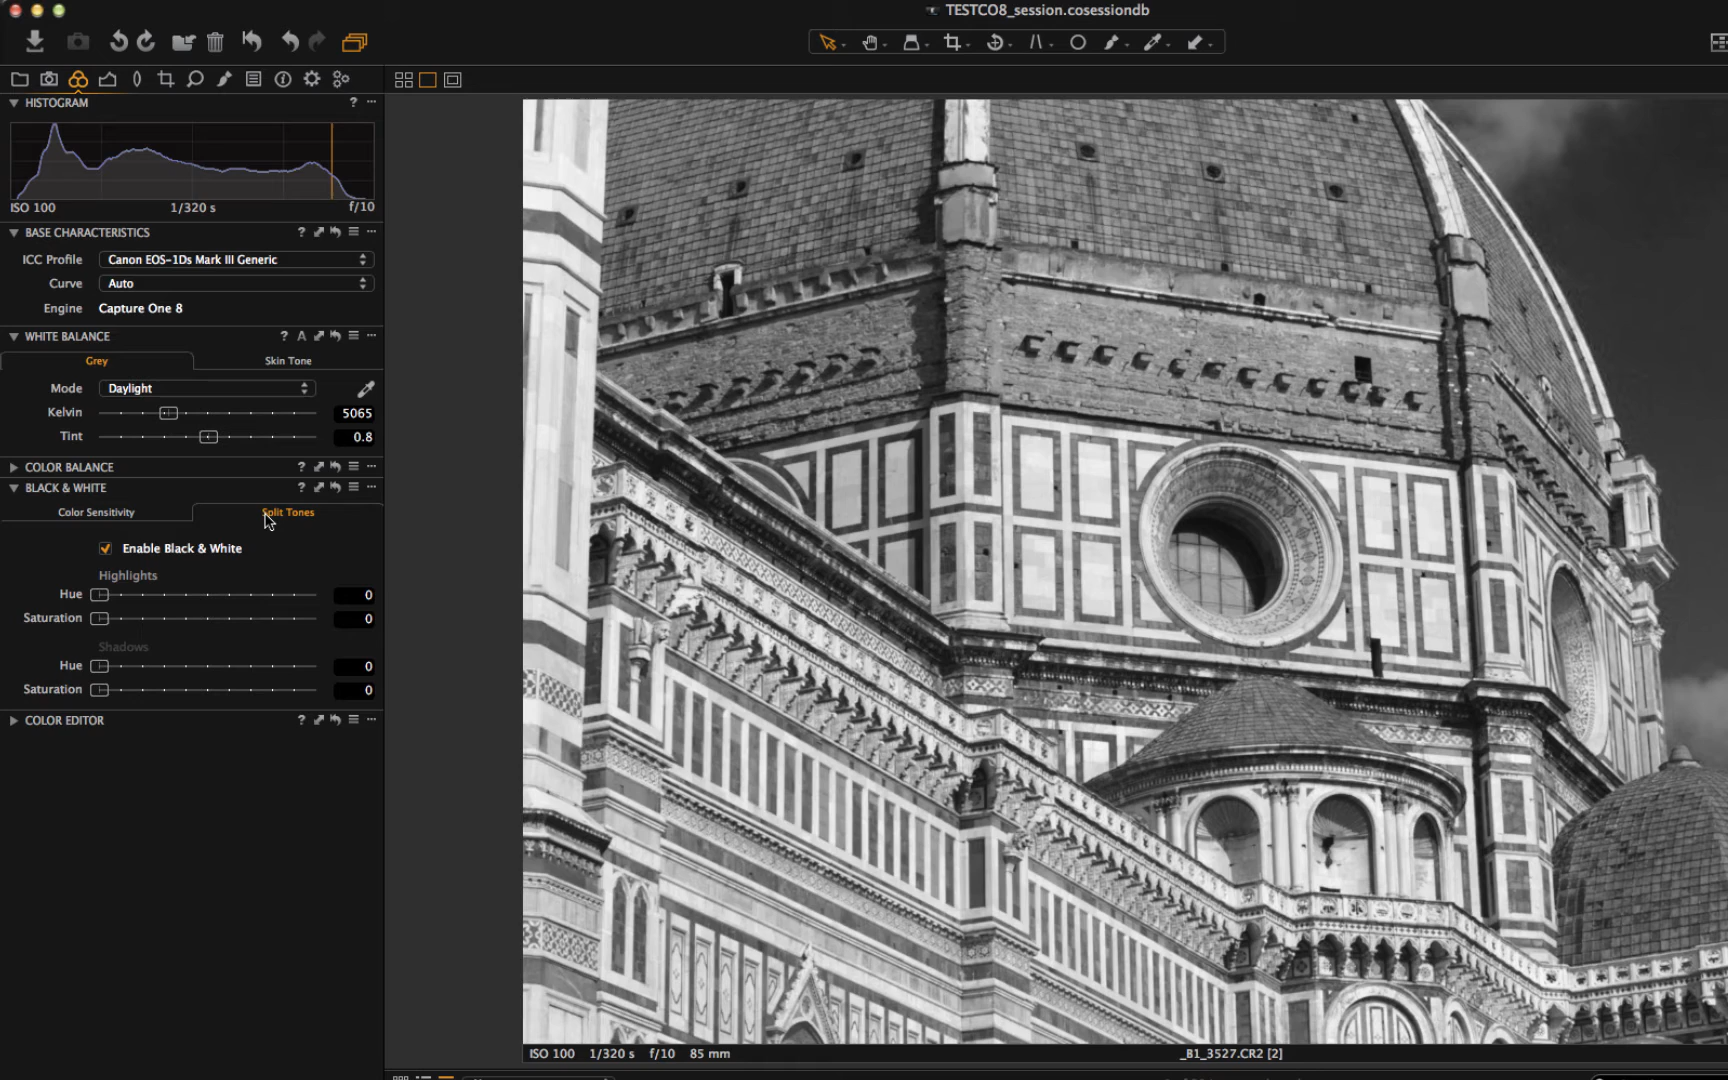 TESTCO8_session.cosessiondb
HISTOGRAM ?
ISO 100 1/320 s f/10
BASE CHARACTERISTICS ?
ICC Profile Canon EOS-1Ds Mark III Generic
Curve Auto
Engine Capture One 8
WHITE BALANCE ? A
Grey Skin Tone
Mode Daylight
Kelvin 5065
Tint 0.8
COLOR BALANCE ?
BLACK & WHITE ?
Color Sensitivity Split Tones
Enable Black & White
Highlights
Hue 0
Saturation 0
Shadows
Hue 0
Saturation 0
COLOR EDITOR ?
ISO 100 1/320 s f/10 85 mm _B1_3527.CR2 [2]